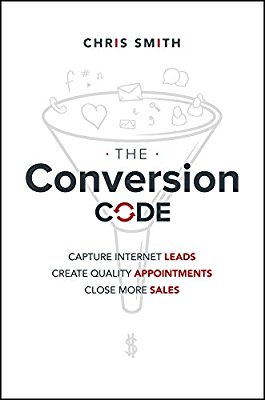 CHRIS SMITH
· THE ·
Conversion
CODE
CAPTURE INTERNET LEADS
CREATE QUALITY APPOINTMENTS
CLOSE MORE SALES
$